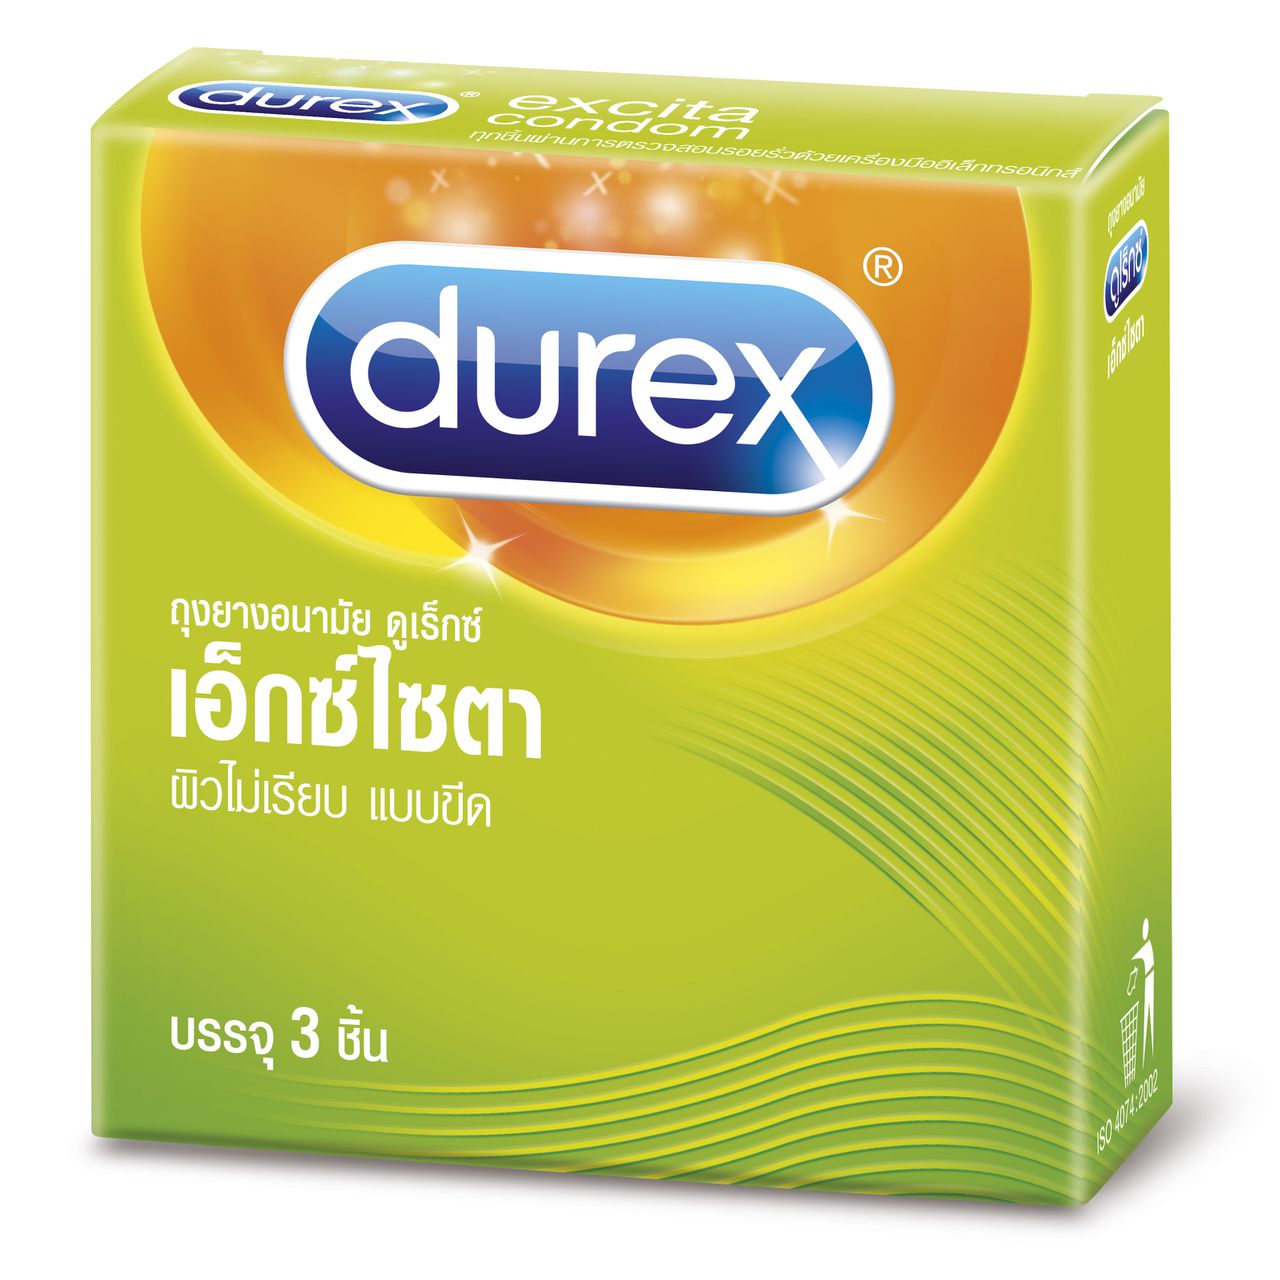 durex® excita
condom
ทุกชิ้นผ่านการตรวจสอบรอยรั่วด้วยเครื่องมืออิเล็กทรอนิกส์
durex®
ถุงยางอนามัย ดูเร็กซ์
เอ็กซ์ไซตา
ผิวไม่เรียบ แบบขีด
บรรจุ 3 ชิ้น
ถุงยางอนามัย
ดูเร็กซ์
เอ็กซ์ไซตา
ISO 4074:2002